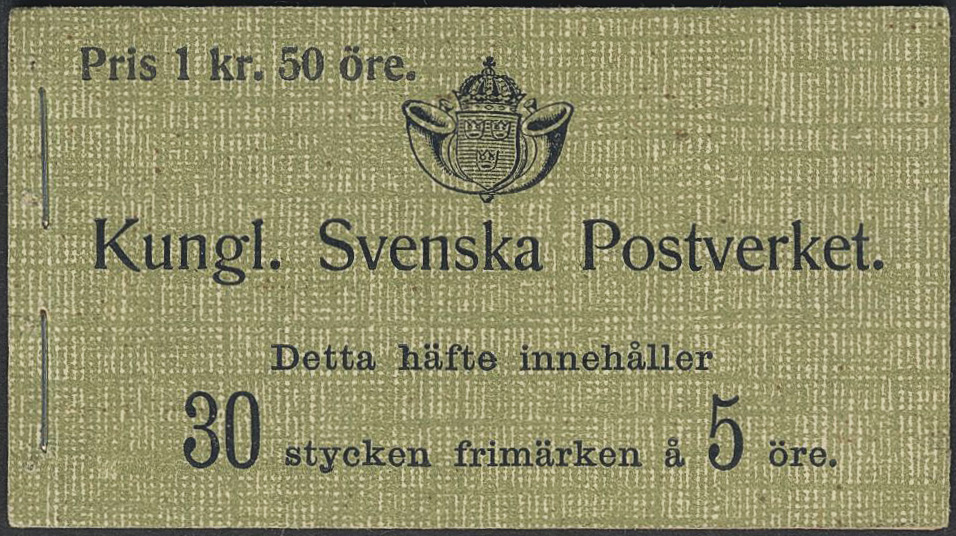 Pris 1 kr. 50 öre.
Kungl. Svenska Postverket.
Detta häfte innehåller
30 stycken frimärken å 5 öre.